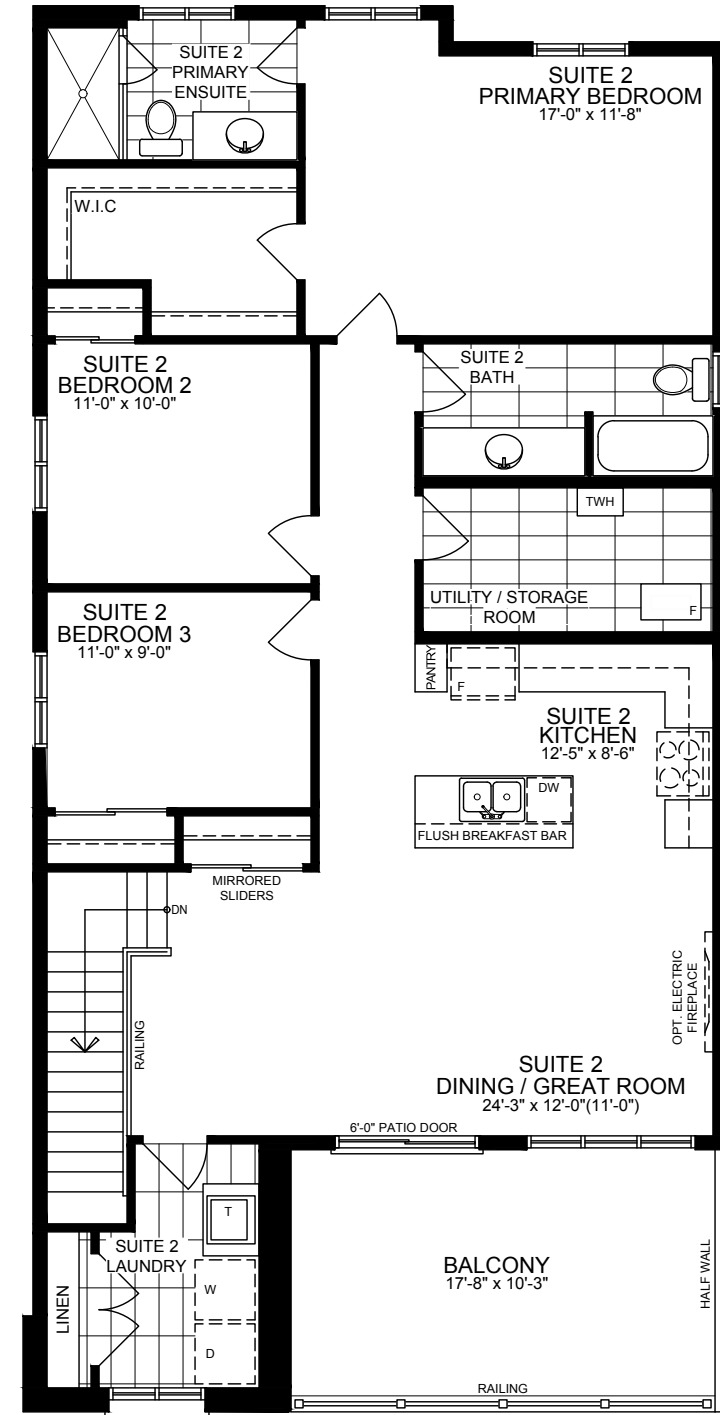 SUITE 2
PRIMARY
ENSUITE
SUITE 2
PRIMARY BEDROOM
17'-0" x 11'-8"
W.I.C
SUITE 2
BEDROOM 2
11'-0" x 10'-0"
SUITE 2
BATH
TWH
UTILITY / STORAGE
ROOM
F
SUITE 2
BEDROOM 3
11'-0" x 9'-0"
PANTRY
F
SUITE 2
KITCHEN
12'-5" x 8'-6"
DW
FLUSH BREAKFAST BAR
MIRRORED
SLIDERS
DN
RAILING
OPT. ELECTRIC
FIREPLACE
SUITE 2
DINING / GREAT ROOM
24'-3" x 12'-0"(11'-0")
6'-0" PATIO DOOR
T
SUITE 2
LAUNDRY
W
D
LINEN
BALCONY
17'-8" x 10'-3"
HALF WALL
RAILING